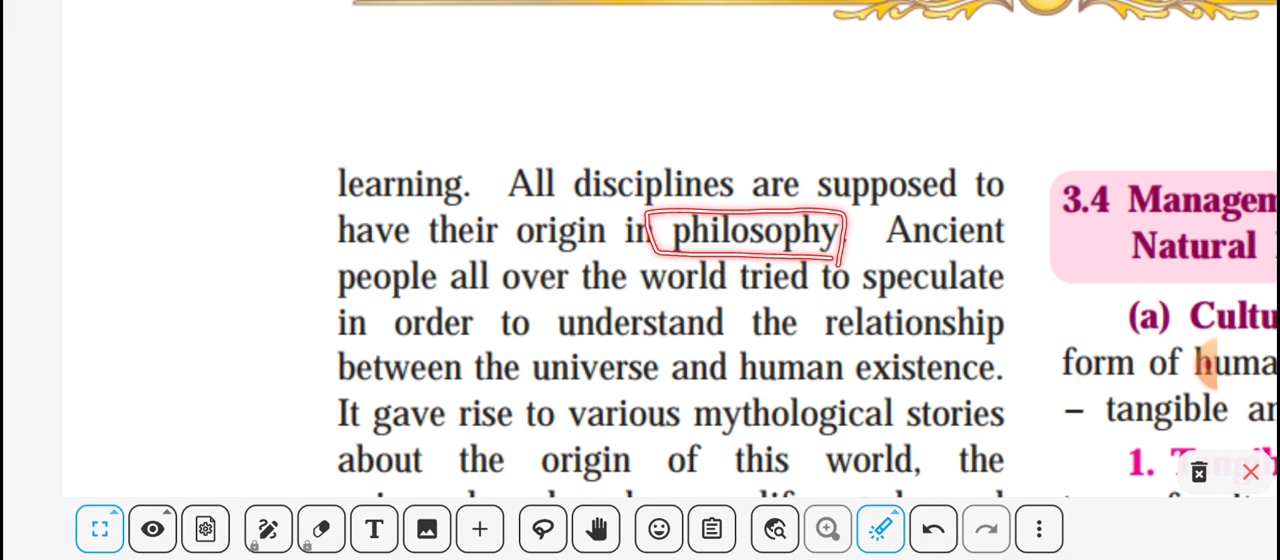 learning. All disciplines are supposed to
have their origin in philosophy. Ancient
people all over the world tried to speculate
in order to understand the relationship
between the universe and human existence.
It gave rise to various mythological stories
about the origin of this world, the
3.4 Managem
Natural
(a) Cultu
form of huma
– tangible an
1.